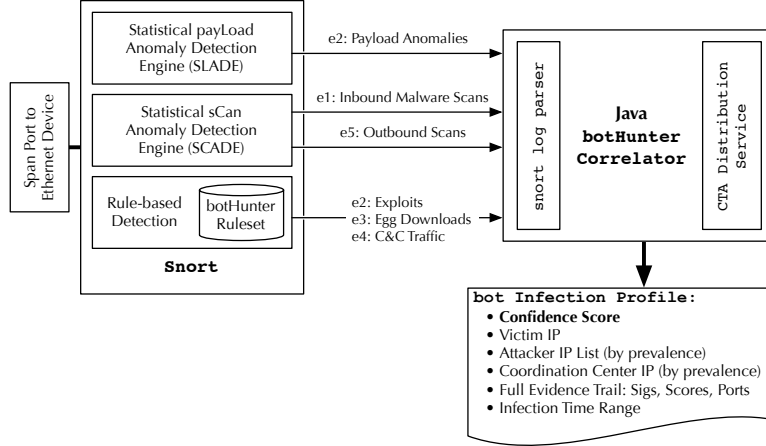 Span Port to
Ethernet Device
Statistical payLoad
Anomaly Detection
Engine (SLADE)
Statistical sCan
Anomaly Detection
Engine (SCADE)
Rule-based
Detection
botHunter
Ruleset
Snort
e2: Payload Anomalies
e1: Inbound Malware Scans
e5: Outbound Scans
e2: Exploits
e3: Egg Downloads
e4: C&C Traffic
snort log parser
Java
botHunter
Correlator
CTA Distribution
Service
bot Infection Profile:
• Confidence Score
• Victim IP
• Attacker IP List (by prevalence)
• Coordination Center IP (by prevalence)
• Full Evidence Trail: Sigs, Scores, Ports
• Infection Time Range